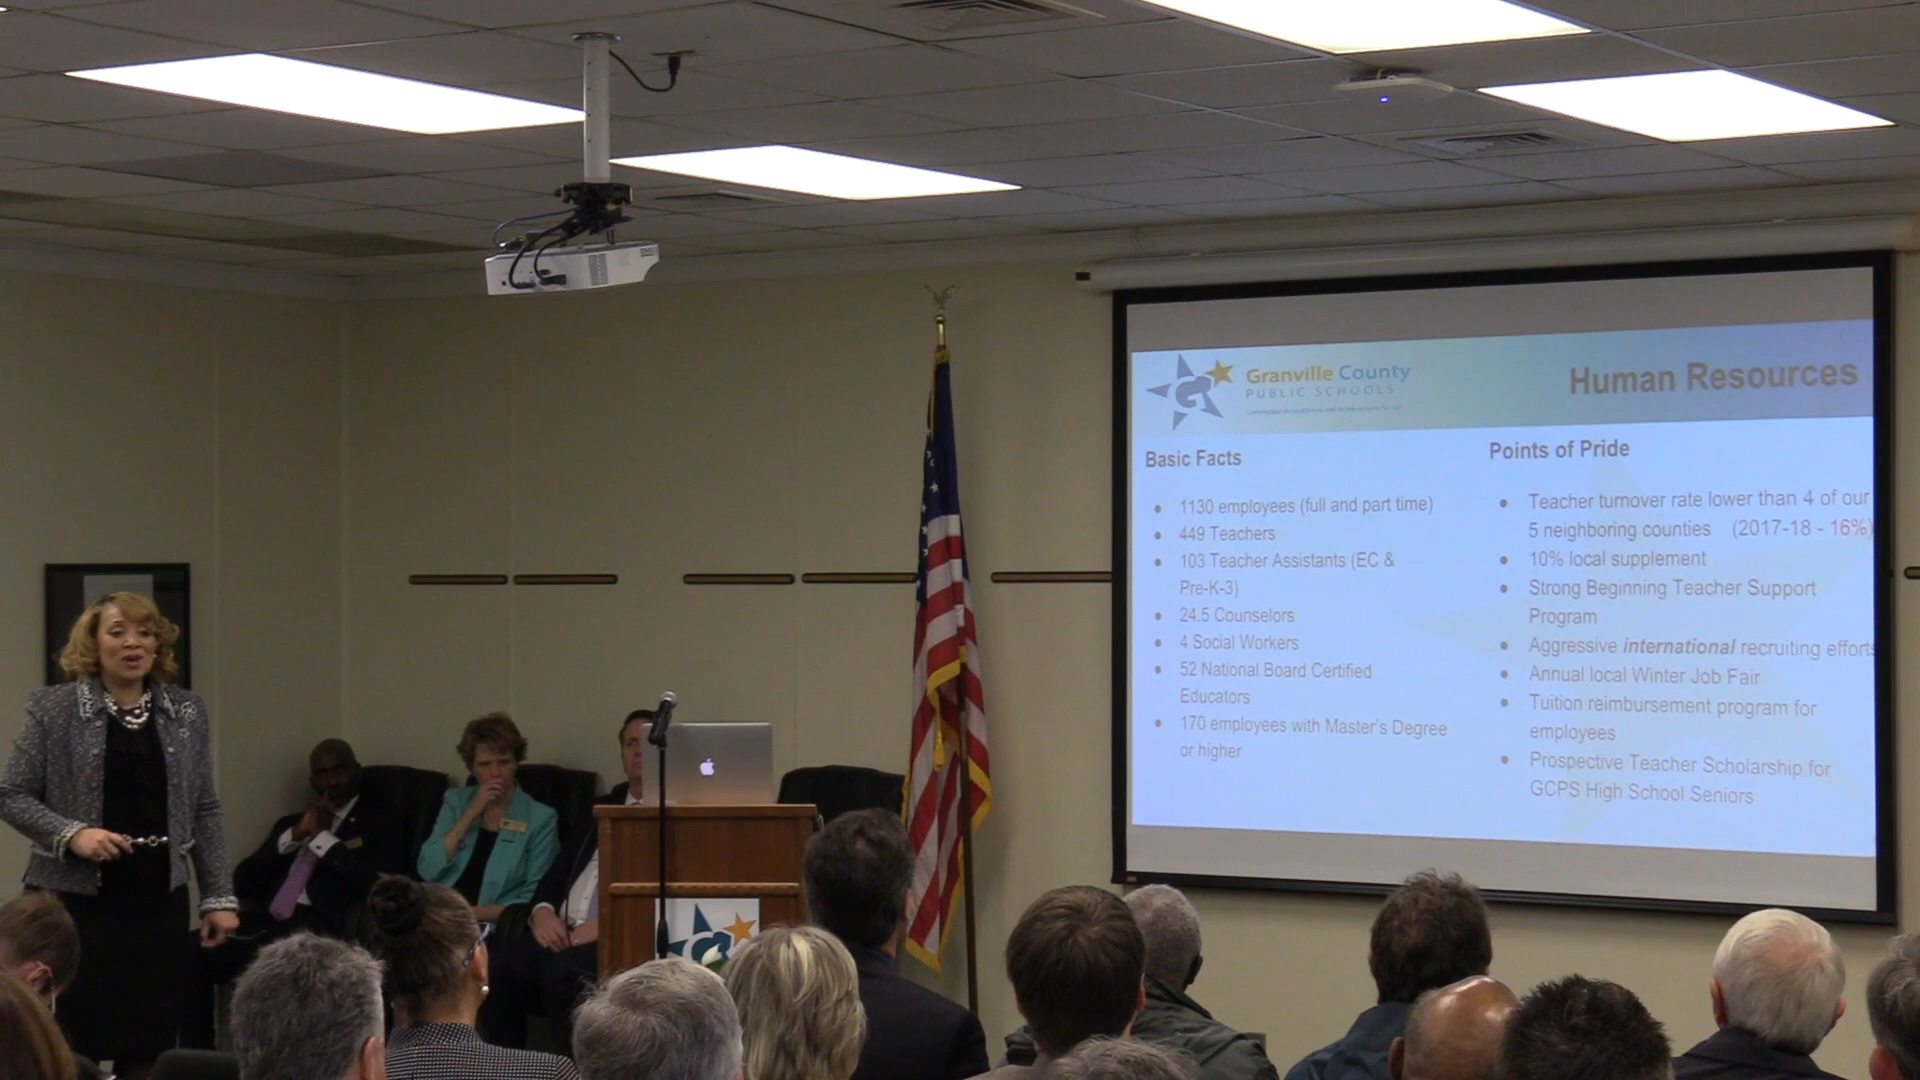 Granville County
PUBLIC SCHOOLS
Human Resources
Basic Facts
• 1130 employees (full and part time)
• 449 Teachers
• 103 Teacher Assistants (EC &
Pre-K-3)
• 24.5 Counselors
• 4 Social Workers
• 52 National Board Certified
Educators
• 170 employees with Master's Degree
or higher
Points of Pride
• Teacher turnover rate lower than 4 of our
5 neighboring counties (2017-18 - 16%)
• 10% local supplement
• Strong Beginning Teacher Support
Program
• Aggressive international recruiting efforts
• Annual local Winter Job Fair
• Tuition reimbursement program for
employees
• Prospective Teacher Scholarship for
GCPS High School Seniors